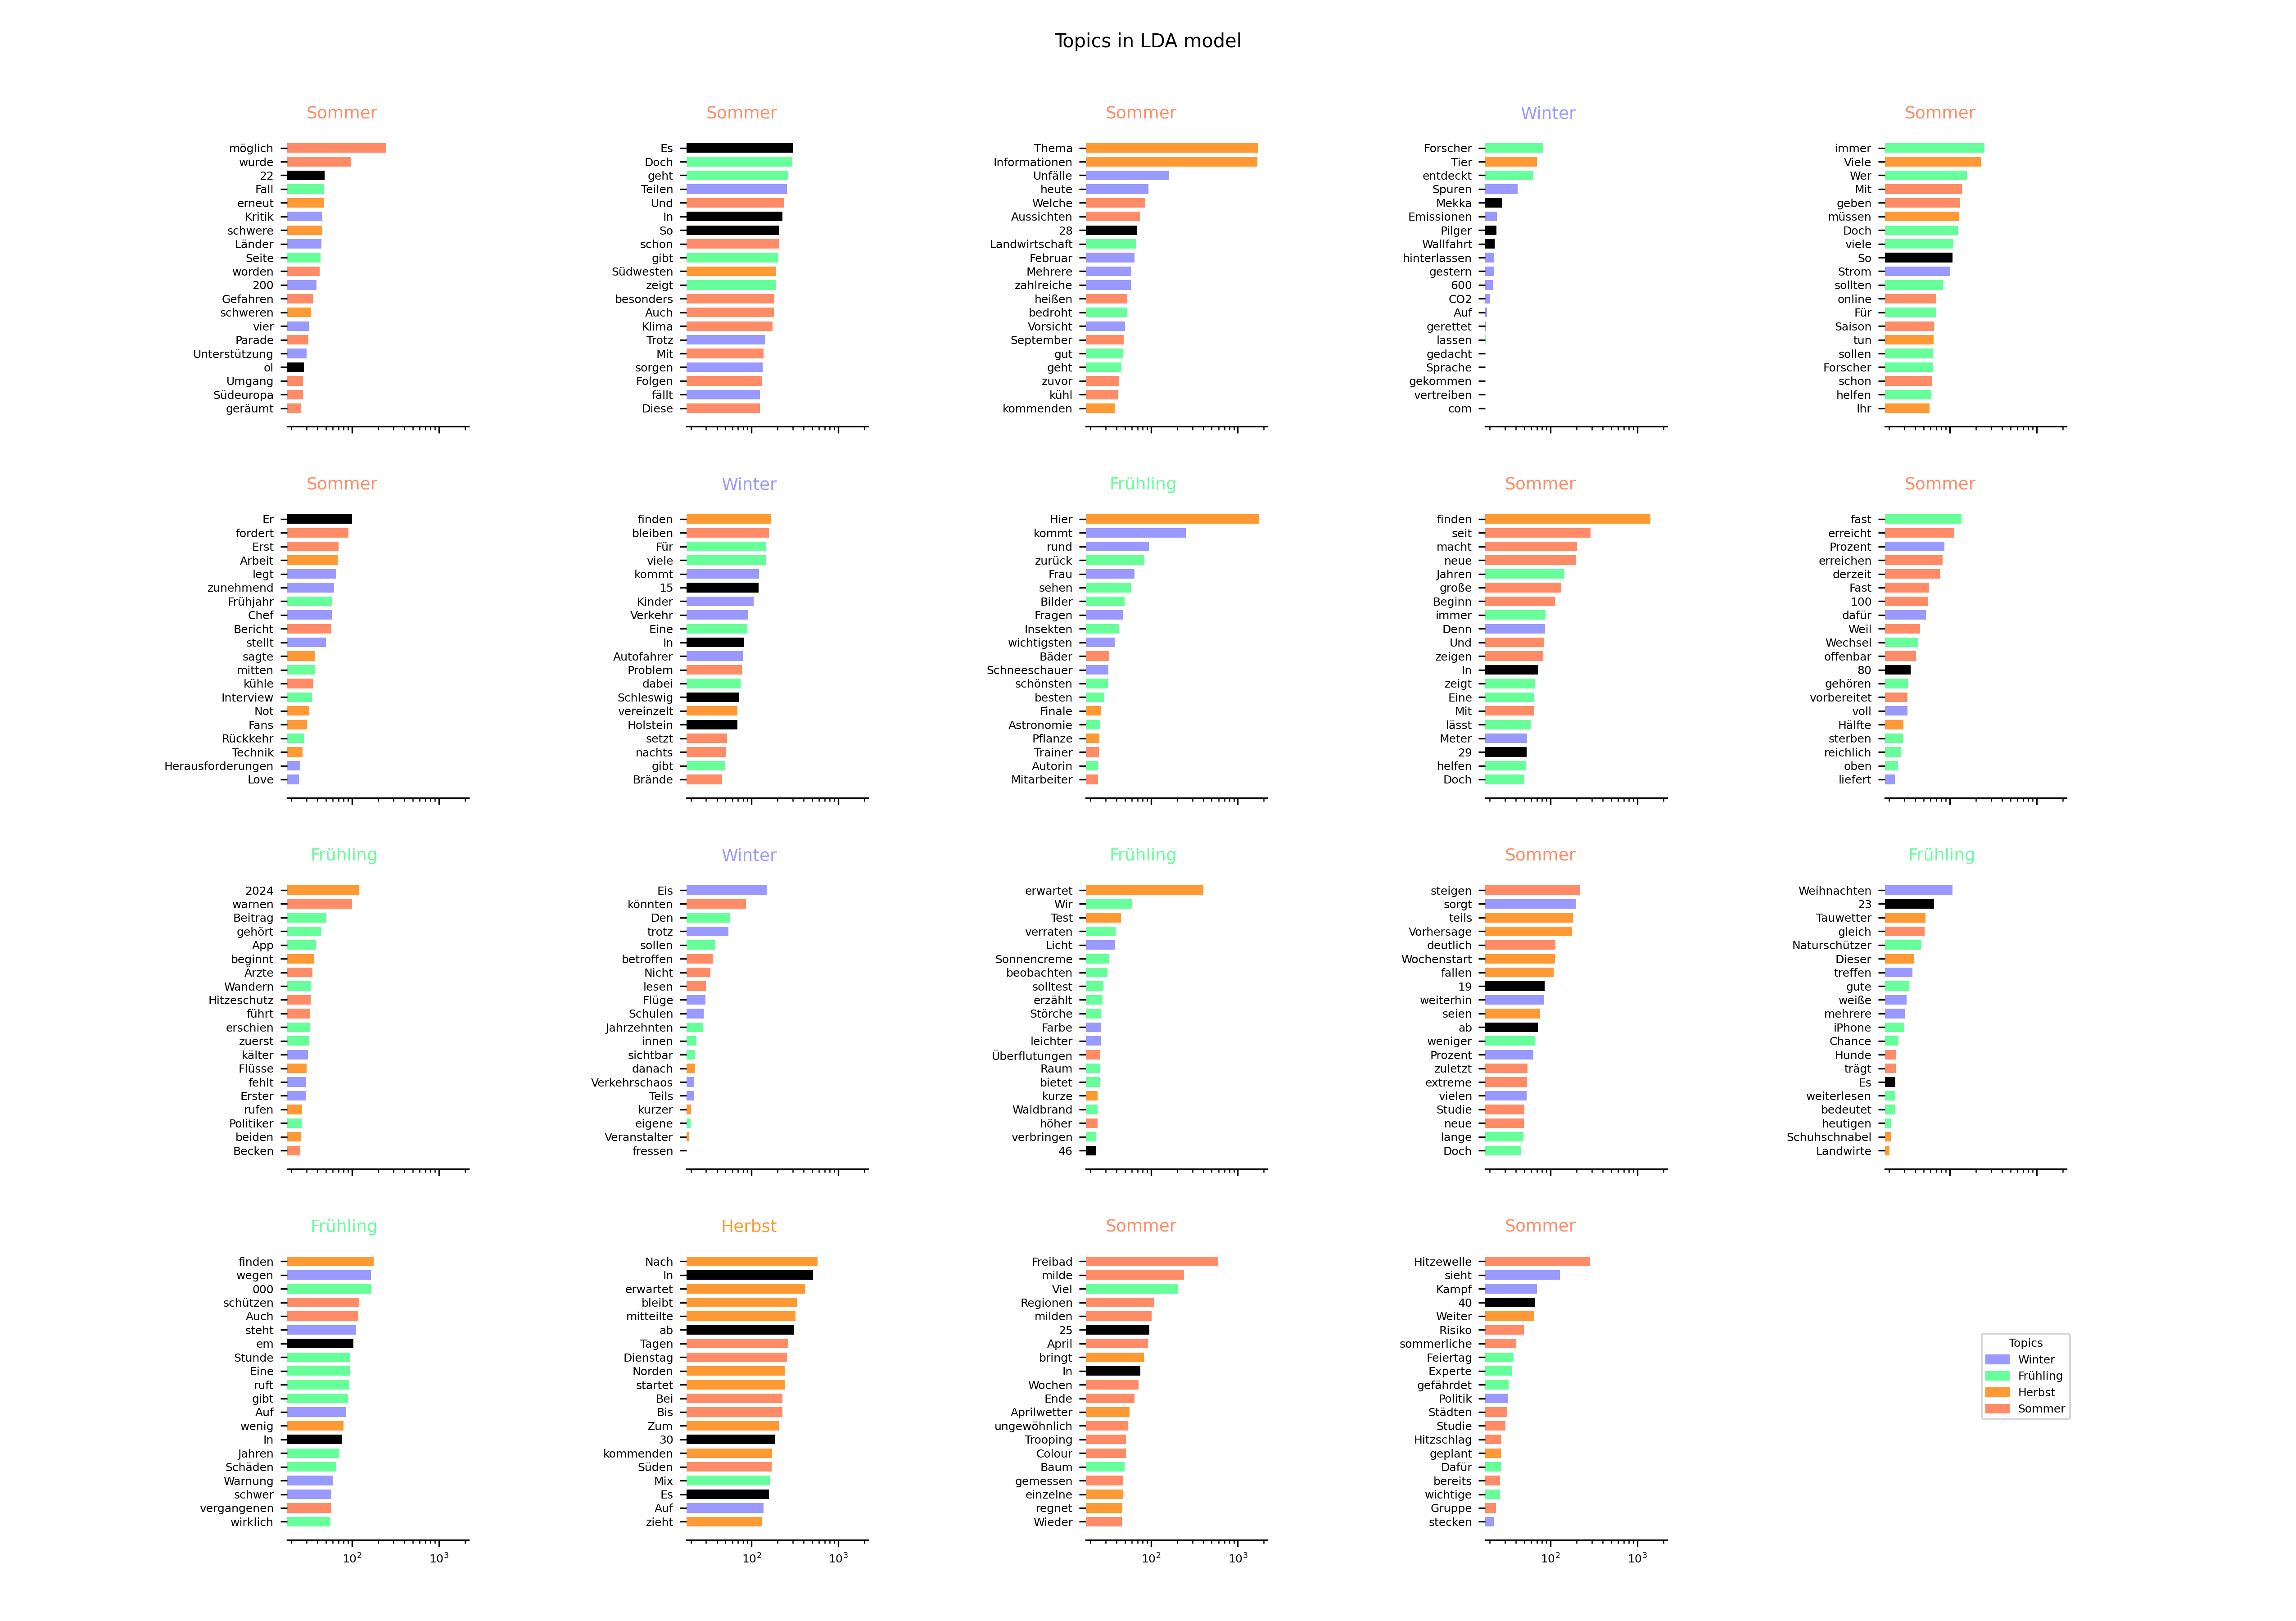 Topics in LDA model
Sommer
möglich
wurde
22
Fall
erneut
Kritik
schwere
Länder
Seite
worden
200
Gefahren
schweren
vier
Parade
Unterstützung
ol
Umgang
Südeuropa
geräumt
Sommer
Es
Doch
geht
Teilen
Und
In
So
schon
gibt
Südwesten
zeigt
besonders
Auch
Klima
Trotz
Mit
sorgen
Folgen
fällt
Diese
Sommer
Thema
Informationen
Unfälle
heute
Welche
Aussichten
28
Landwirtschaft
Februar
Mehrere
zahlreiche
heißen
bedroht
Vorsicht
September
gut
geht
zuvor
kühl
kommenden
Winter
Forscher
Tier
entdeckt
Spuren
Mekka
Emissionen
Pilger
Wallfahrt
hinterlassen
gestern
600
CO2
Auf
gerettet
lassen
gedacht
Sprache
gekommen
vertreiben
com
Sommer
immer
Viele
Wer
Mit
geben
müssen
Doch
viele
So
Strom
sollten
online
Für
Saison
tun
sollen
Forscher
schon
helfen
Ihr
Sommer
Er
fordert
Erst
Arbeit
legt
zunehmend
Frühjahr
Chef
Bericht
stellt
sagte
mitten
kühle
Interview
Not
Fans
Rückkehr
Technik
Herausforderungen
Love
Winter
finden
bleiben
Für
viele
kommt
15
Kinder
Verkehr
Eine
In
Autofahrer
Problem
dabei
Schleswig
vereinzelt
Holstein
setzt
nachts
gibt
Brände
Frühling
Hier
kommt
rund
zurück
Frau
sehen
Bilder
Fragen
Insekten
wichtigsten
Bäder
Schneeschauer
schönsten
besten
Finale
Astronomie
Pflanze
Trainer
Autorin
Mitarbeiter
Sommer
finden
seit
macht
neue
Jahren
große
Beginn
immer
Denn
Und
zeigen
In
zeigt
Eine
Mit
lässt
Meter
29
helfen
Doch
Sommer
fast
erreicht
Prozent
erreichen
derzeit
Fast
100
dafür
Weil
Wechsel
offenbar
80
gehören
vorbereitet
voll
Hälfte
sterben
reichlich
oben
liefert
Frühling
2024
warnen
Beitrag
gehört
App
beginnt
Ärzte
Wandern
Hitzeschutz
führt
erschien
zuerst
kälter
Flüsse
fehlt
Erster
rufen
Politiker
beiden
Becken
Winter
Eis
könnten
Den
trotz
sollen
betroffen
Nicht
lesen
Flüge
Schulen
Jahrzehnten
innen
sichtbar
danach
Verkehrschaos
Teils
kurzer
eigene
Veranstalter
fressen
Frühling
erwartet
Wir
Test
verraten
Licht
Sonnencreme
beobachten
solltest
erzählt
Störche
Farbe
leichter
Überflutungen
Raum
bietet
kurze
Waldbrand
höher
verbringen
46
Sommer
steigen
sorgt
teils
Vorhersage
deutlich
Wochenstart
fallen
19
weiterhin
seien
ab
weniger
Prozent
zuletzt
extreme
vielen
Studie
neue
lange
Doch
Frühling
Weihnachten
23
Tauwetter
gleich
Naturschützer
Dieser
treffen
gute
weiße
mehrere
iPhone
Chance
Hunde
trägt
Es
weiterlesen
bedeutet
heutigen
Schuhschnabel
Landwirte
Frühling
finden
wegen
000
schützen
Auch
steht
em
Stunde
Eine
ruft
gibt
Auf
wenig
In
Jahren
Schäden
Warnung
schwer
vergangenen
wirklich
10²
10³
Herbst
Nach
In
erwartet
bleibt
mitteilte
ab
Tagen
Dienstag
Norden
startet
Bei
Bis
Zum
30
kommenden
Süden
Mix
Es
Auf
zieht
10²
10³
Sommer
Freibad
milde
Viel
Regionen
milden
25
April
bringt
In
Wochen
Ende
Aprilwetter
ungewöhnlich
Trooping
Colour
Baum
gemessen
einzelne
regnet
Wieder
10²
10³
Sommer
Hitzewelle
sieht
Kampf
40
Weiter
Risiko
sommerliche
Feiertag
Experte
gefährdet
Politik
Städten
Studie
Hitzschlag
geplant
Dafür
bereits
wichtige
Gruppe
stecken
10²
10³
Topics
Winter
Frühling
Herbst
Sommer